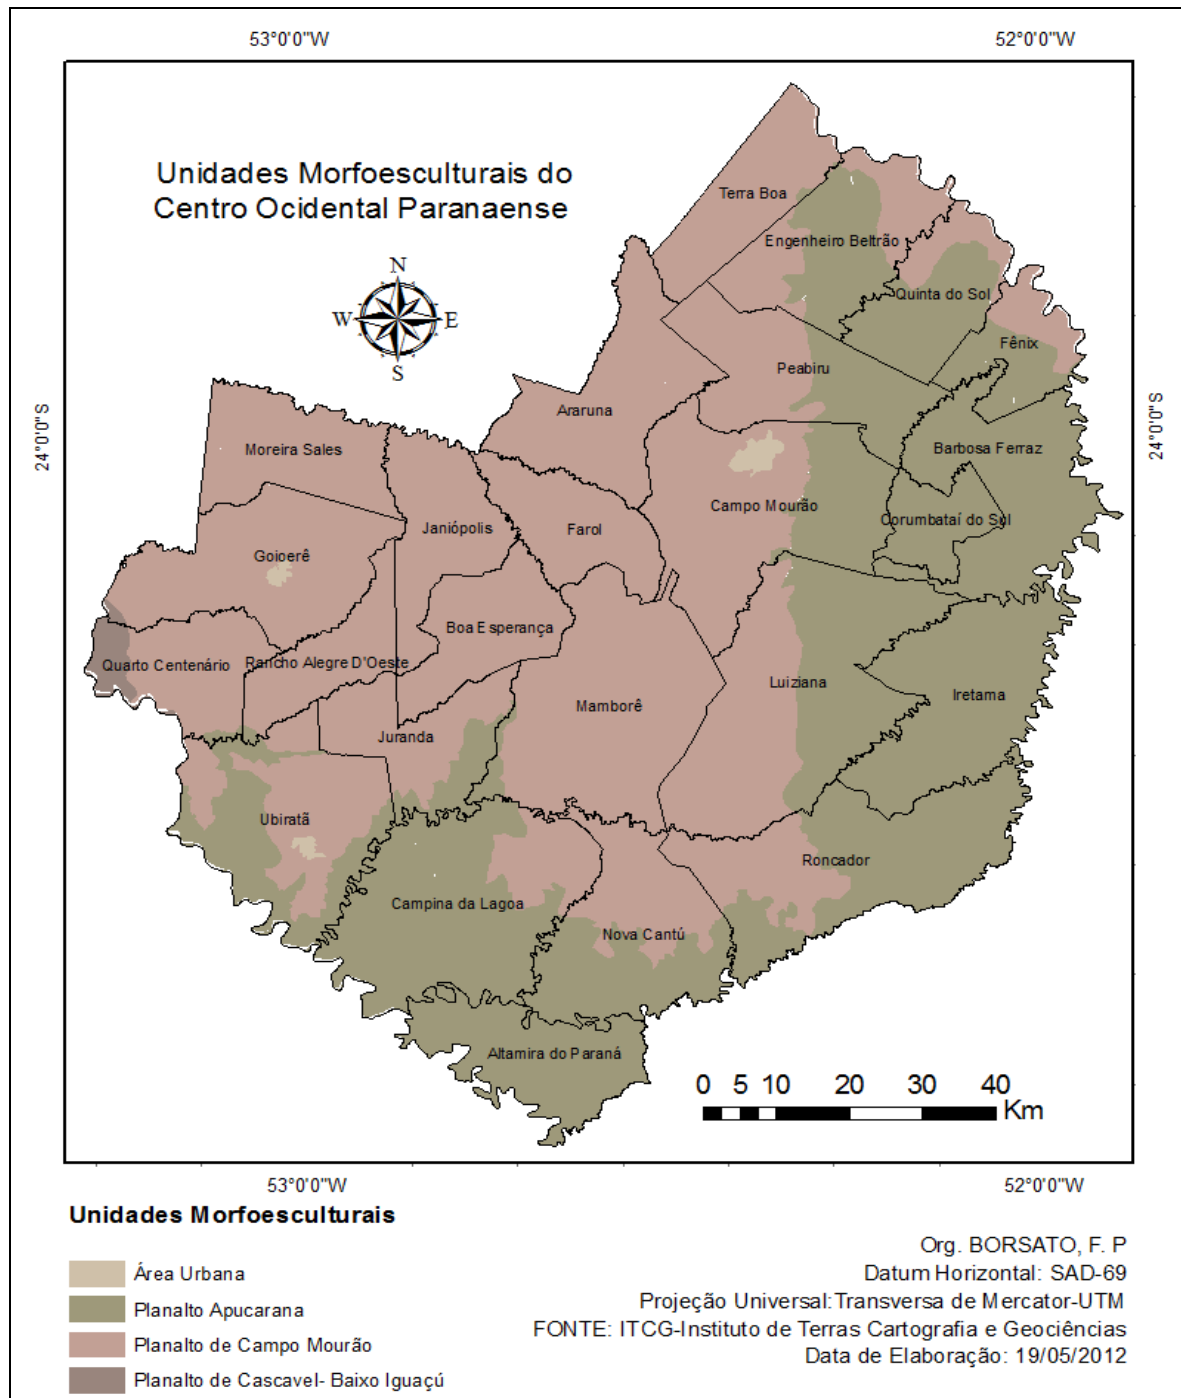 53°0'0"W
52°0'0"W
Unidades Morfoesculturais do
Centro Ocidental Paranaense
N
W
E
S
24°0'0"S
24°0'0"S
Terra Boa
Engenheiro Beltrão
Quinta do Sol
Fênix
Peabiru
Araruna
Moreira Sales
Barbosa Ferraz
Campo Mourão
Corumbataí do Sul
Janiópolis
Farol
Goioerê
Boa Esperança
Quarto Centenário
Rancho Alegre D'Oeste
Luiziana
Iretama
Mamborê
Juranda
Ubiratã
Roncador
Campina da Lagoa
Nova Cantú
Altamira do Paraná
0 5 10 20 30 40
Km
53°0'0"W
52°0'0"W
Unidades Morfoesculturais
Área Urbana
Planalto Apucarana
Planalto de Campo Mourão
Planalto de Cascavel- Baixo Iguaçú
Org. BORSATO, F. P
Datum Horizontal: SAD-69
Projeção Universal:Transversa de Mercator-UTM
FONTE: ITCG-Instituto de Terras Cartografia e Geociências
Data de Elaboração: 19/05/2012